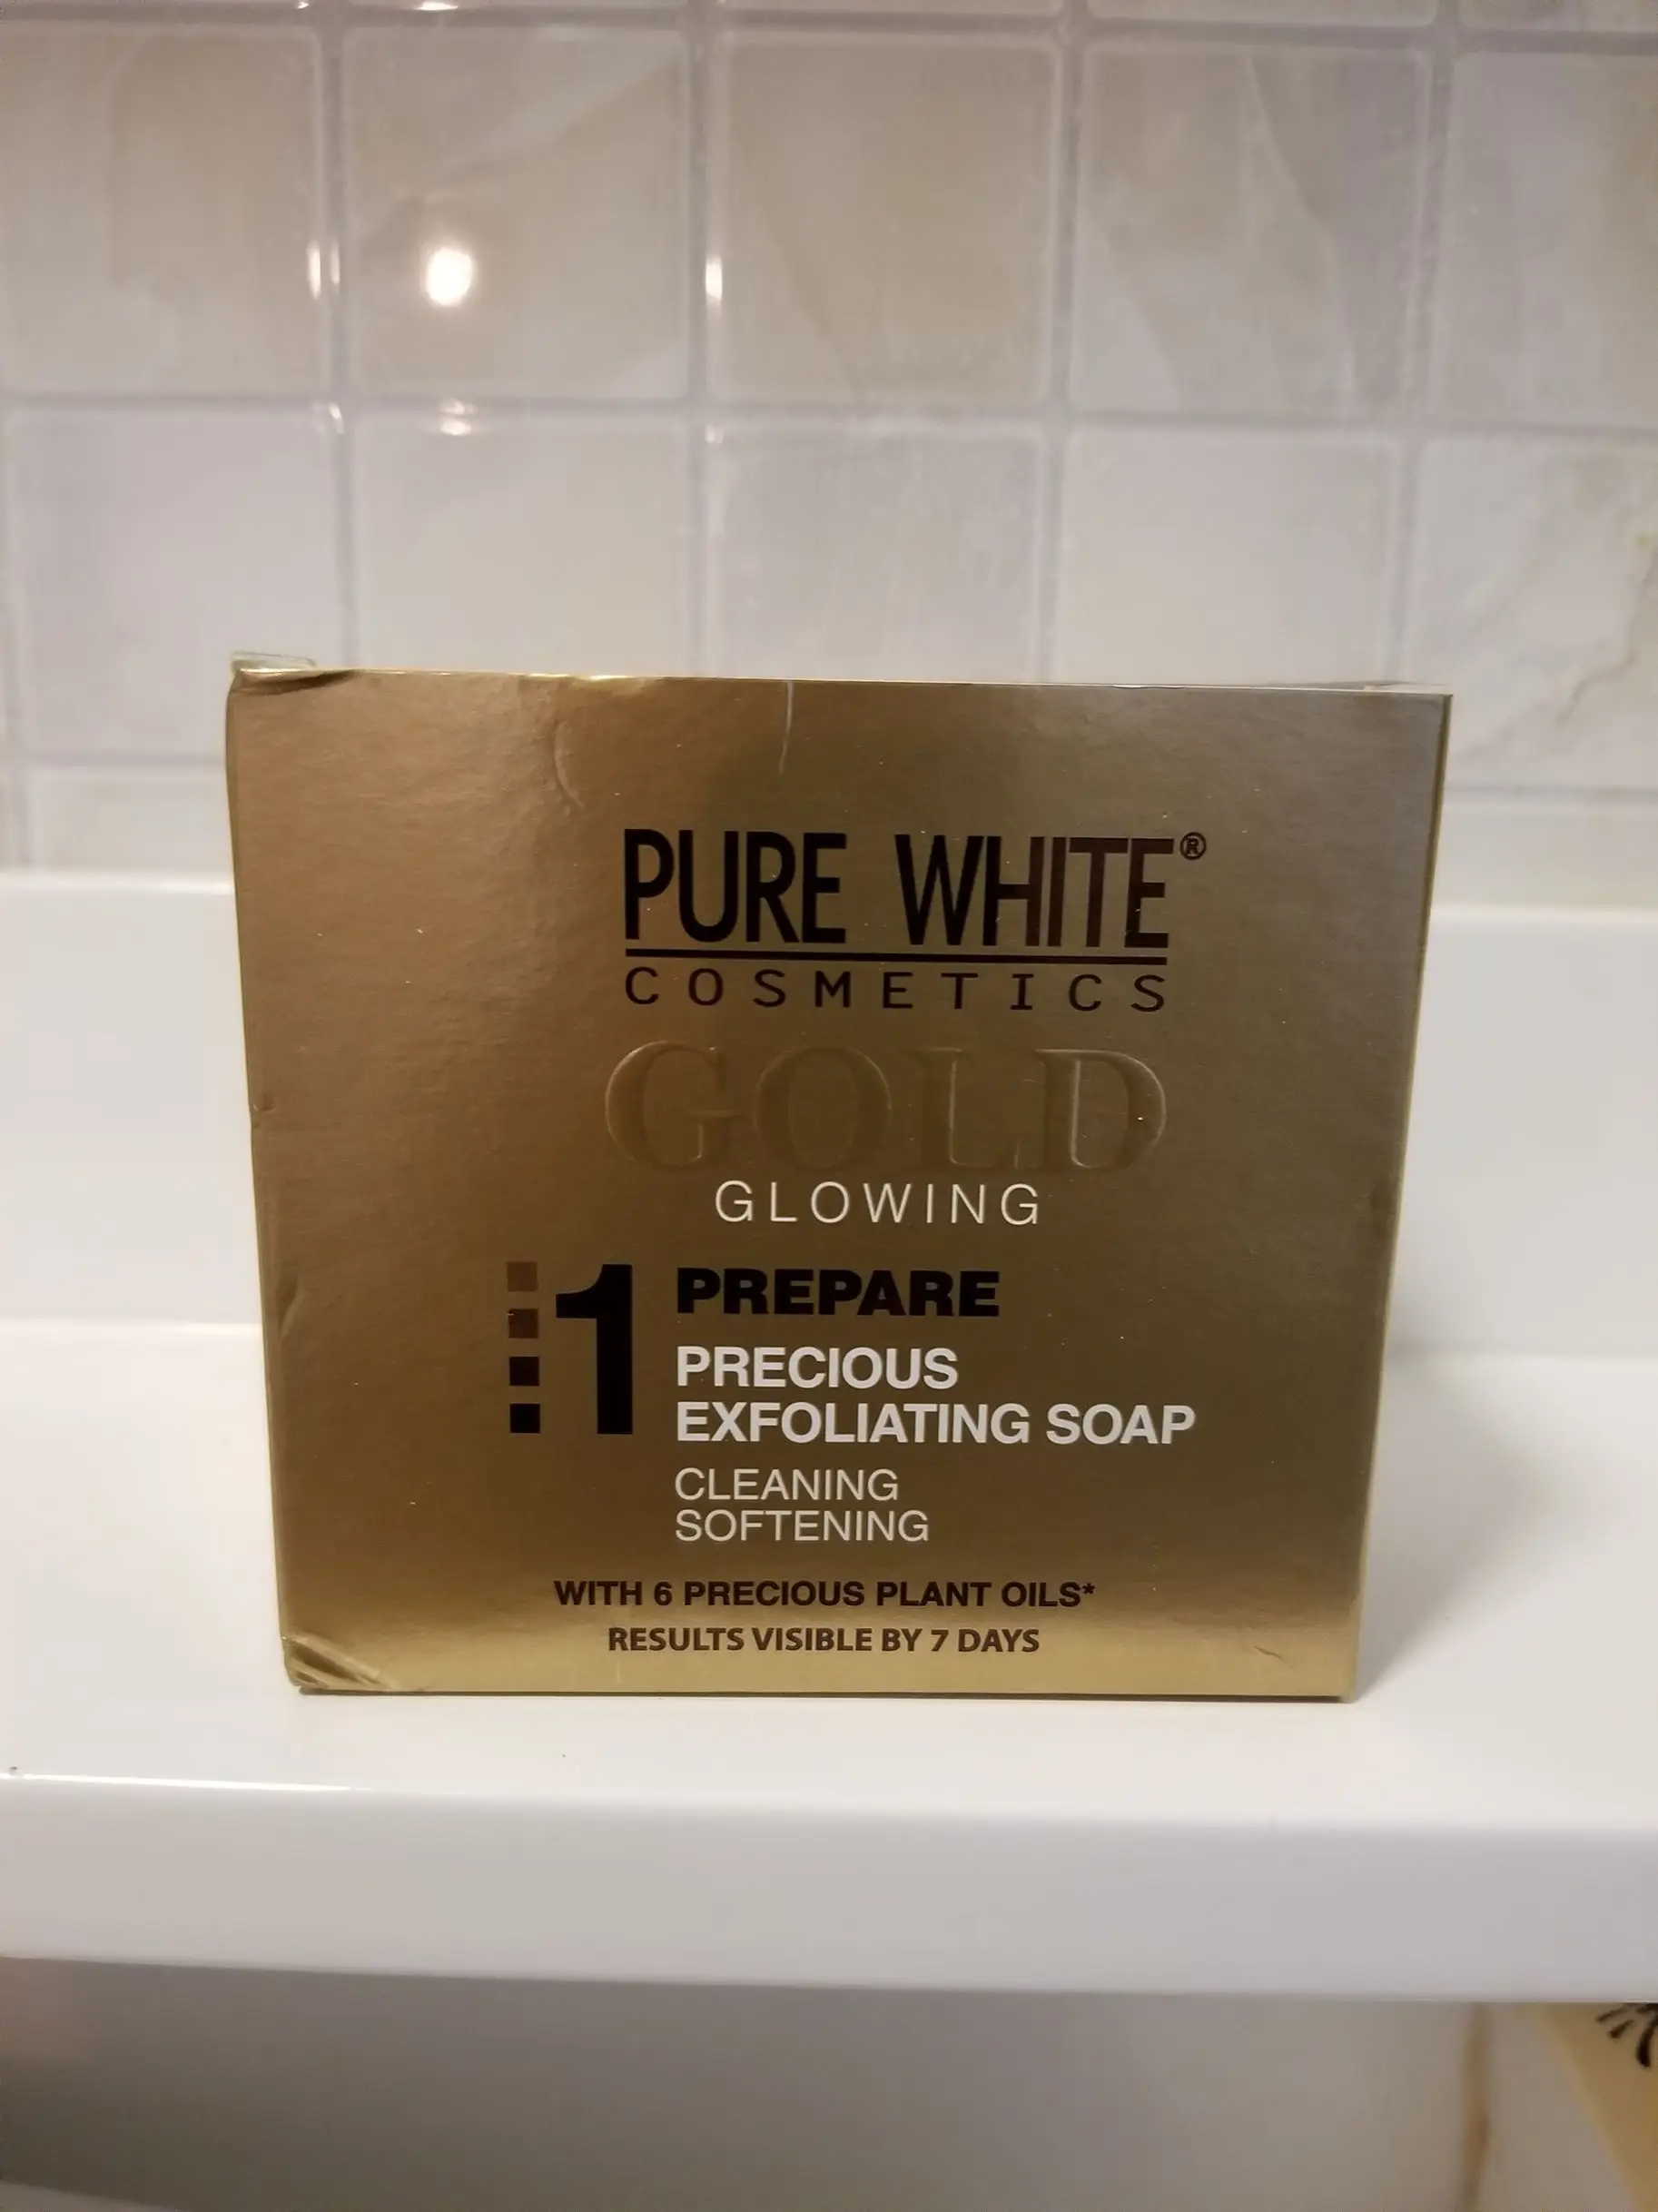 PURE WHITE®
COSMETICS
GOLD
GLOWING
1 PREPARE
PRECIOUS
EXFOLIATING SOAP
CLEANING
SOFTENING
WITH 6 PRECIOUS PLANT OILS*
RESULTS VISIBLE BY 7 DAYS